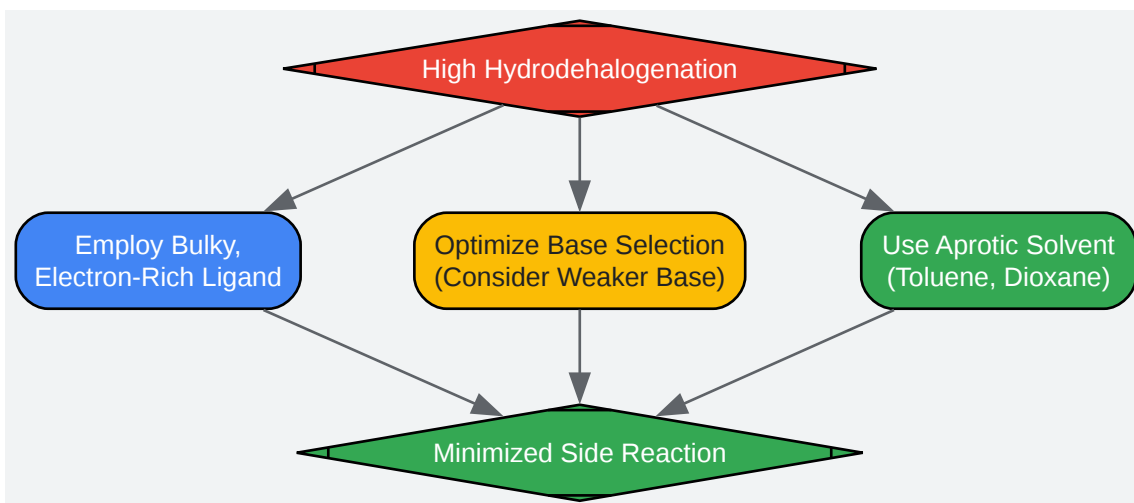 High Hydrodehalogenation
Employ Bulky,
Electron-Rich Ligand
Optimize Base Selection
(Consider Weaker Base)
Use Aprotic Solvent
(Toluene, Dioxane)
Minimized Side Reaction